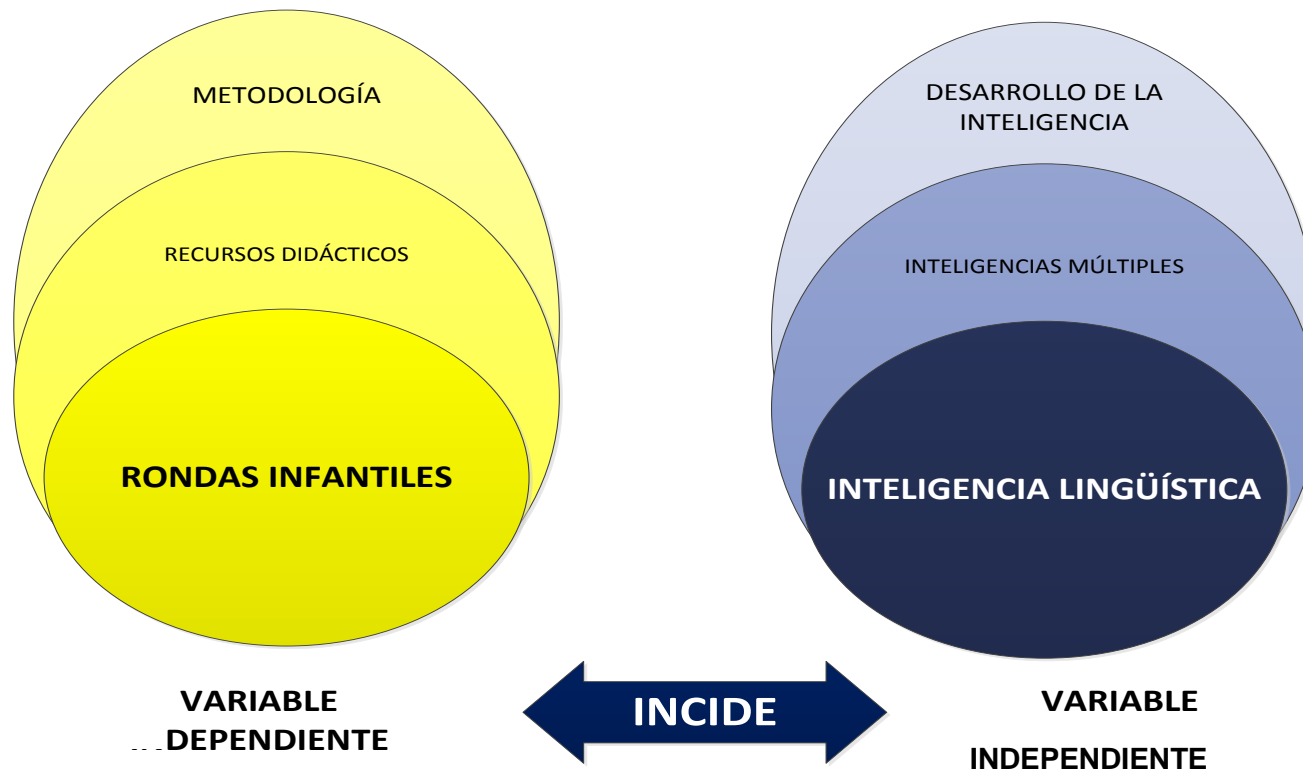 METODOLOGÍA
RECURSOS DIDÁCTICOS
RONDAS INFANTILES
VARIABLE
DEPENDIENTE
INCIDE
DESARROLLO DE LA
INTELIGENCIA
INTELIGENCIAS MÚLTIPLES
INTELIGENCIA LINGÜÍSTICA
VARIABLE
INDEPENDIENTE